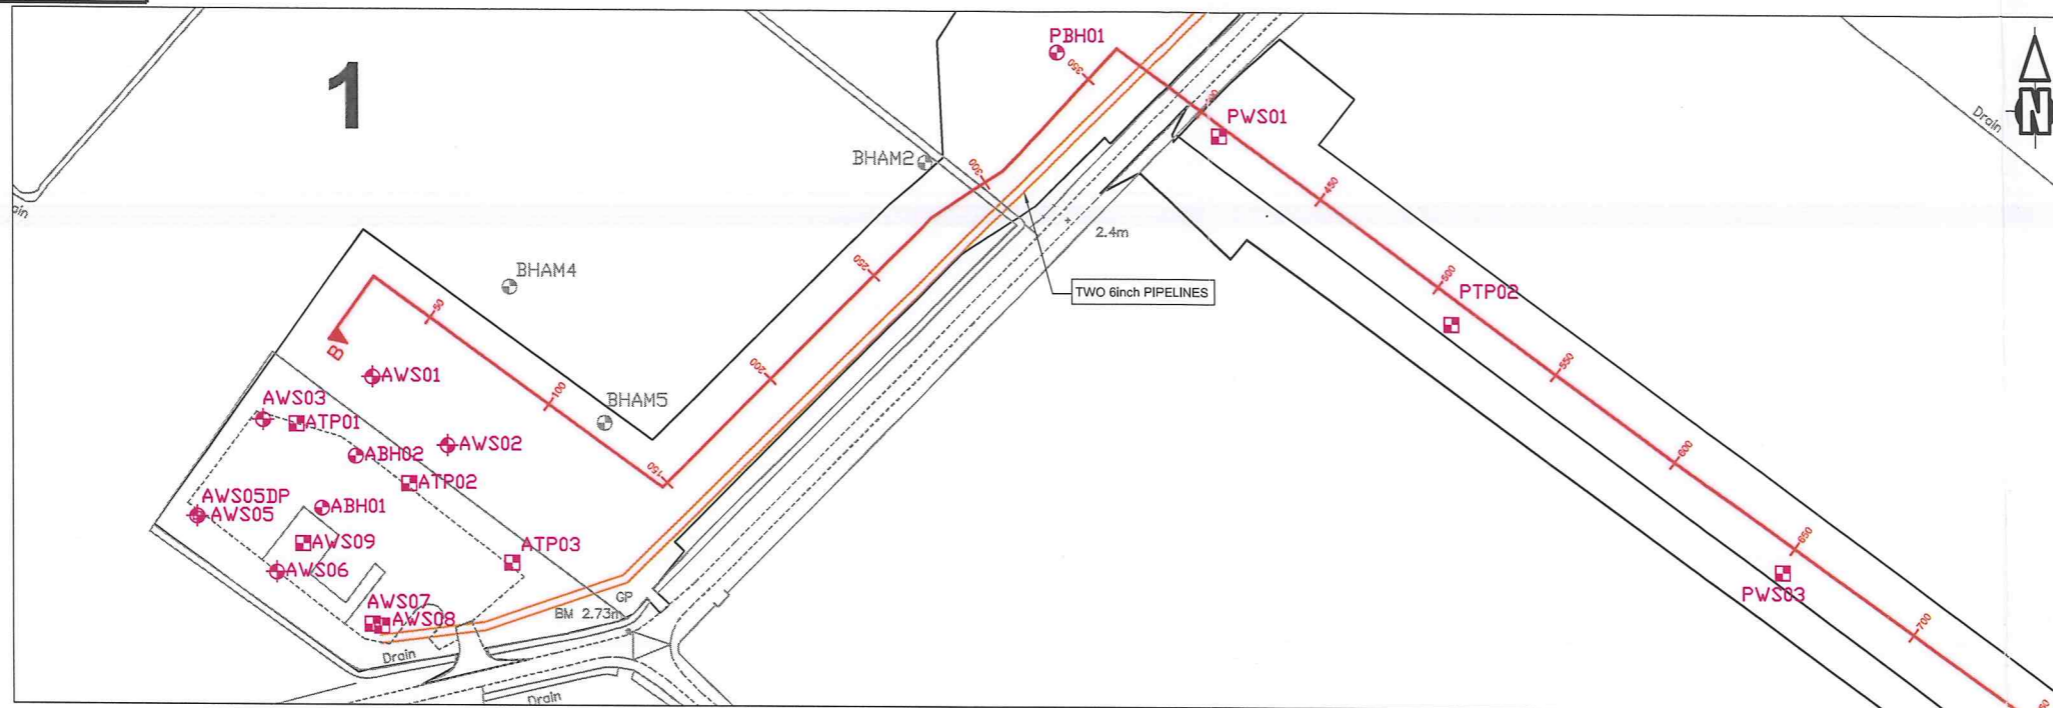 1
PBH01
350
PWS01
Drain
N
BHAM2
300
450
2.4m
BHAM4
250
500
TWO 6inch PIPELINES
PTP02
50
B
200
550
AWS01
100
BHAM5
AWS03
ATP01
AWS02
ABH02
600
150
ATP02
AWS05DP
AWS05
ABH01
AWS09
ATP03
650
AWS06
PWS03
GP
AWS07
AWS08
BM 2.73m
700
Drain
Drain